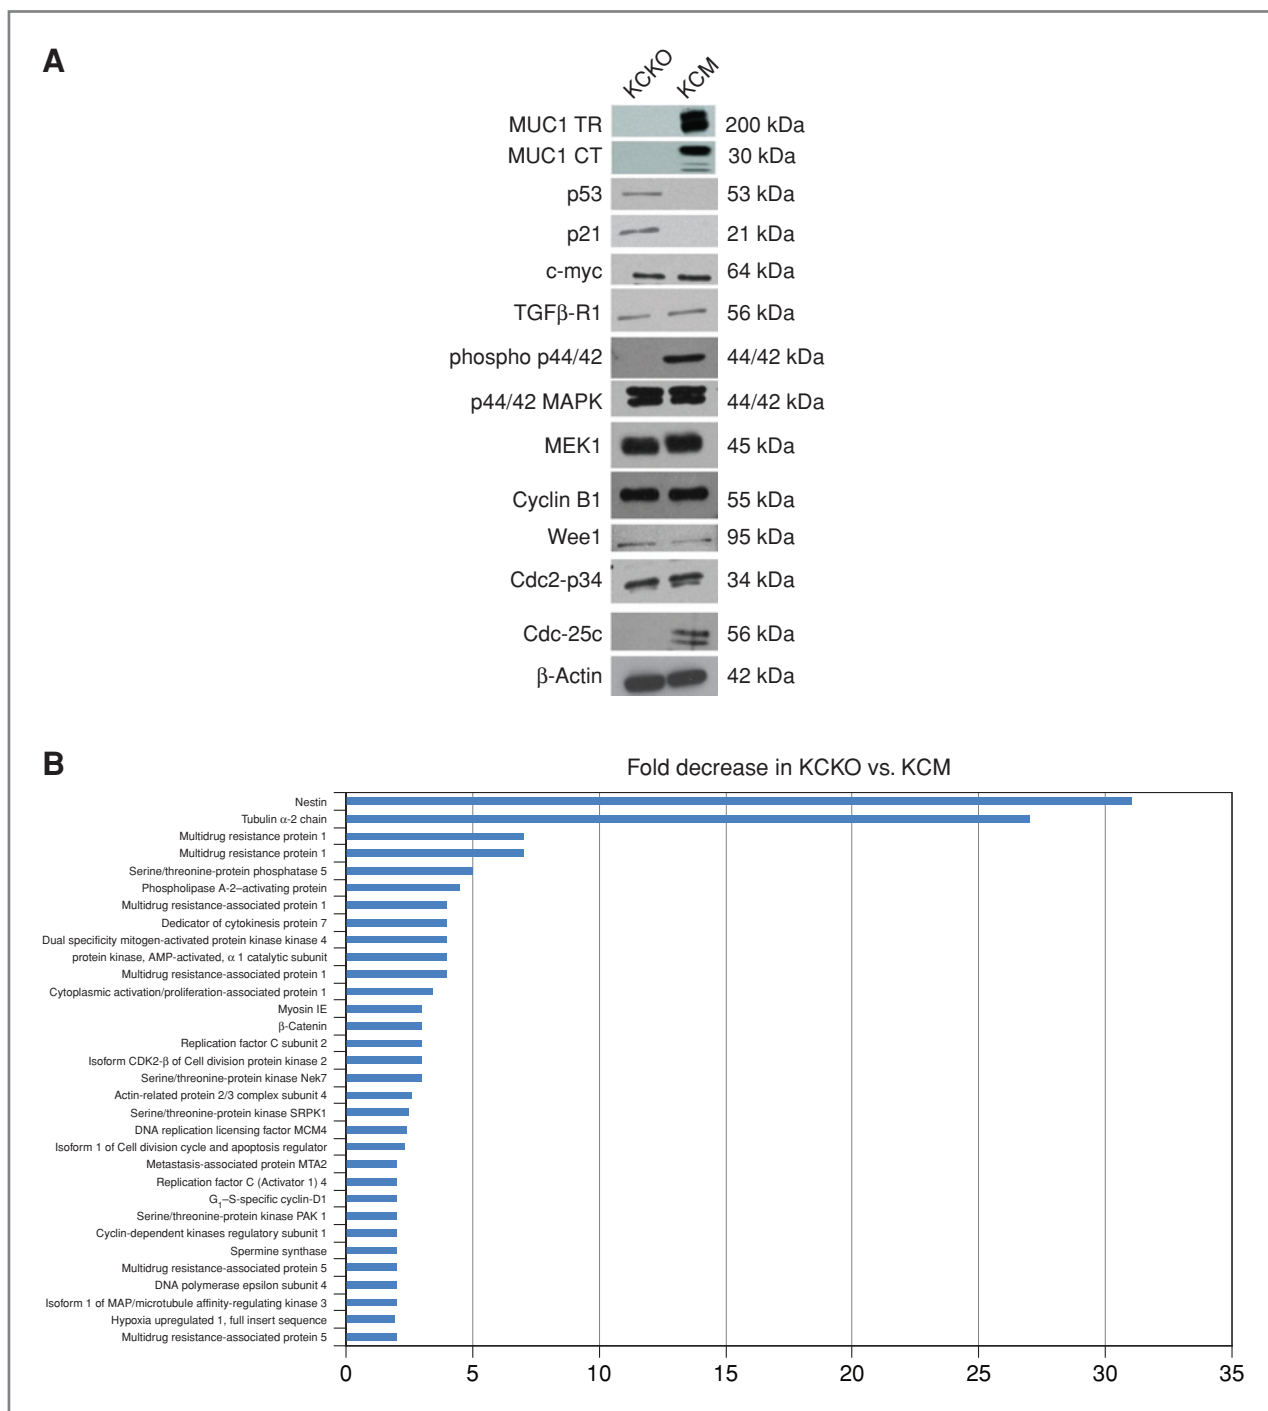 A
KCKO KCM
MUC1 TR 200 kDa
MUC1 CT 30 kDa
p53 53 kDa
p21 21 kDa
c-myc 64 kDa
TGFβ-R1 56 kDa
phospho p44/42 44/42 kDa
p44/42 MAPK 44/42 kDa
MEK1 45 kDa
Cyclin B1 55 kDa
Wee1 95 kDa
Cdc2-p34 34 kDa
Cdc-25c 56 kDa
β-Actin 42 kDa
B
Fold decrease in KCKO vs. KCM
Nestin
Tubulin α-2 chain
Multidrug resistance protein 1
Multidrug resistance protein 1
Serine/threonine-protein phosphatase 5
Phospholipase A-2–activating protein
Multidrug resistance-associated protein 1
Dedicator of cytokinesis protein 7
Dual specificity mitogen-activated protein kinase kinase 4
protein kinase, AMP-activated, α 1 catalytic subunit
Multidrug resistance-associated protein 1
Cytoplasmic activation/proliferation-associated protein 1
Myosin IE
β-Catenin
Replication factor C subunit 2
Isoform CDK2-β of Cell division protein kinase 2
Serine/threonine-protein kinase Nek7
Actin-related protein 2/3 complex subunit 4
Serine/threonine-protein kinase SRPK1
DNA replication licensing factor MCM4
Isoform 1 of Cell division cycle and apoptosis regulator
Metastasis-associated protein MTA2
Replication factor C (Activator 1) 4
G₁–S-specific cyclin-D1
Serine/threonine-protein kinase PAK 1
Cyclin-dependent kinases regulatory subunit 1
Spermine synthase
Multidrug resistance-associated protein 5
DNA polymerase epsilon subunit 4
Isoform 1 of MAP/microtubule affinity-regulating kinase 3
Hypoxia upregulated 1, full insert sequence
Multidrug resistance-associated protein 5
0 5 10 15 20 25 30 35